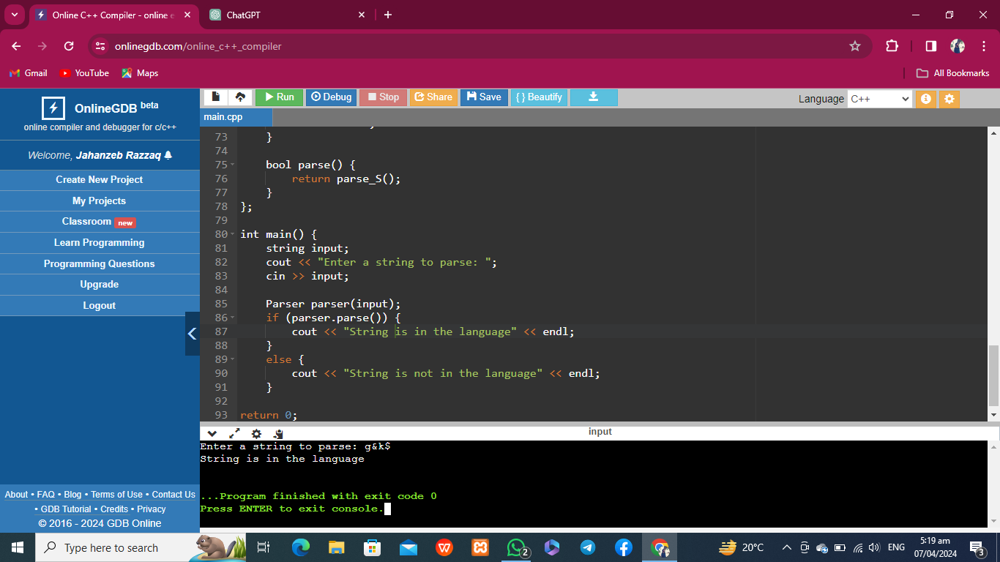 Online C++ Compiler - online e
ChatGPT
onlinegdb.com/online_c++_compiler
Gmail
YouTube
Maps
All Bookmarks
OnlineGDB beta
online compiler and debugger for c/c++
Welcome, Jahanzeb Razzaq
Create New Project
My Projects
Classroom new
Learn Programming
Programming Questions
Upgrade
Logout
About • FAQ • Blog • Terms of Use • Contact Us
• GDB Tutorial • Credits • Privacy
© 2016 - 2024 GDB Online
Run
Debug
Stop
Share
Save
{ } Beautify
Language C++
main.cpp
73 }
74
75 bool parse() {
76 return parse_S();
77 }
78 };
79
80 int main() {
81 string input;
82 cout << "Enter a string to parse: ";
83 cin >> input;
84
85 Parser parser(input);
86 if (parser.parse()) {
87 cout << "String is in the language" << endl;
88 }
89 else {
90 cout << "String is not in the language" << endl;
91 }
92
93 return 0;
input
Enter a string to parse: g&k$
String is in the language
...Program finished with exit code 0
Press ENTER to exit console.
Type here to search
2
20°C
ENG
5:19 am
07/04/2024
3